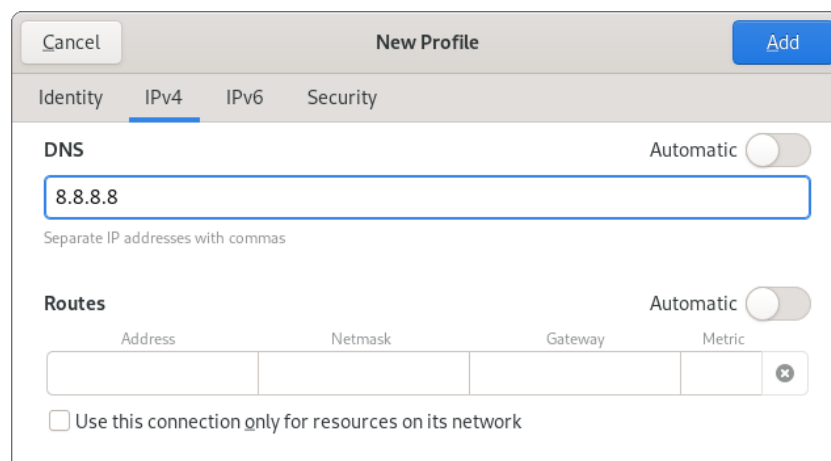 Cancel New Profile Add
Identity IPv4 IPv6 Security
DNS Automatic
8.8.8.8
Separate IP addresses with commas
Routes Automatic
Address Netmask Gateway Metric
Use this connection only for resources on its network